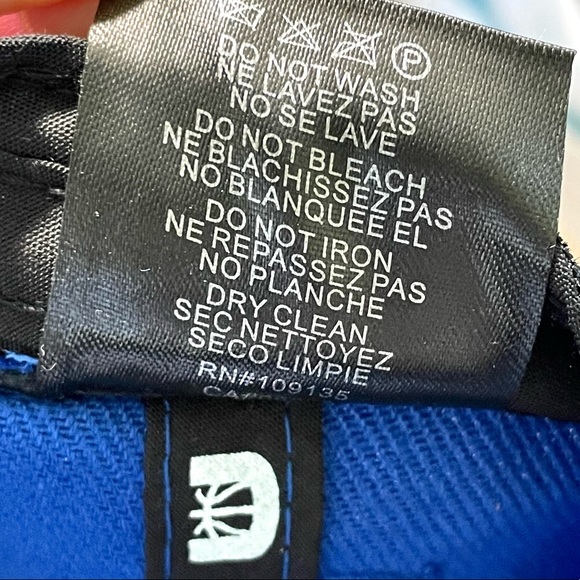 P
DO NOT WASH
NE LAVEZ PAS
NO SE LAVE
DO NOT BLEACH
NE BLACHISSEZ PAS
NO BLANQUEE EL
DO NOT IRON
NE REPASSEZ PAS
NO PLANCHE
DRY CLEAN
SEC NETTOYEZ
SECO LIMPIE
RN#109135